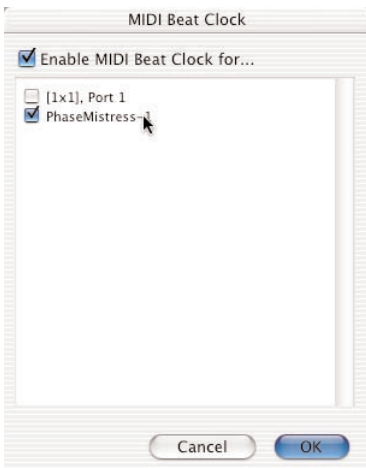 MIDI Beat Clock
Enable MIDI Beat Clock for...
[1x1], Port 1
PhaseMistress-1
Cancel
OK